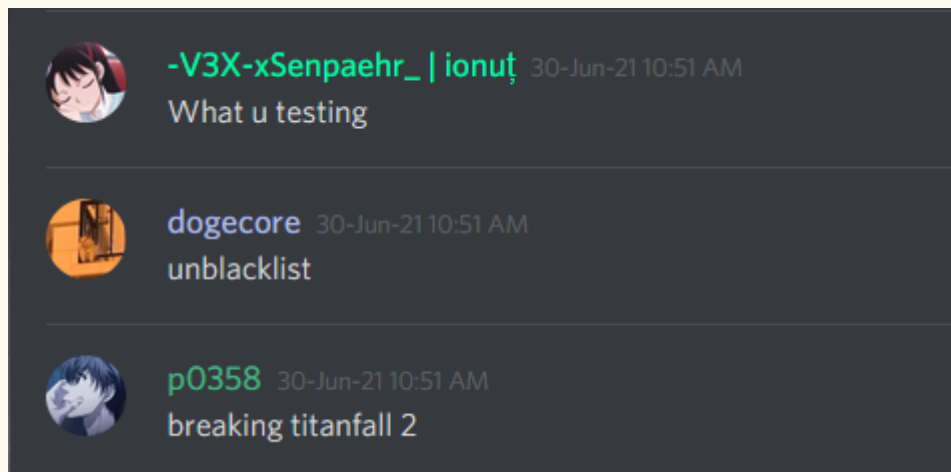 -V3X-xSenpaehr_ | ionuț 30-Jun-21 10:51 AM
What u testing
dogecore 30-Jun-21 10:51 AM
unblacklist
p0358 30-Jun-21 10:51 AM
breaking titanfall 2